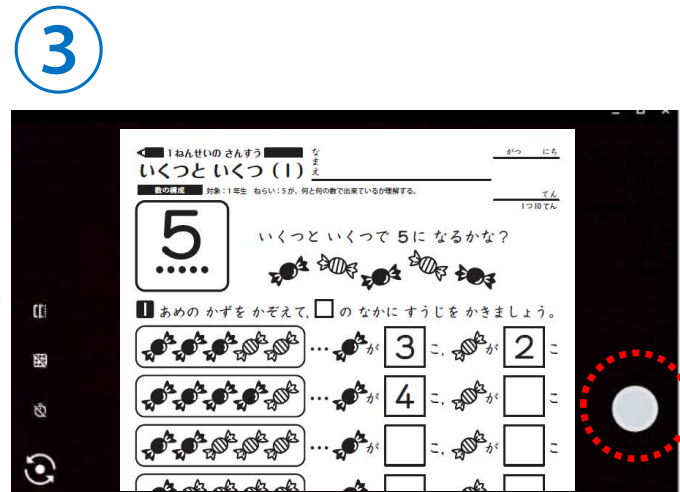 3
1ねんせいの さんすう
なまえ
がつ にち
いくつと いくつ (1)
数の構成 対象:1年生 ねらい:5が、何と何の数で出来ているか理解する。
てん
1つ10てん
5
いくつと いくつで 5に なるかな?
1 あめの かずを かぞえて、□ の なかに すうじを かきましょう。
… が 3 こ、 が 2 こ
… が 4 こ、 が □ こ
… が □ こ、 が □ こ